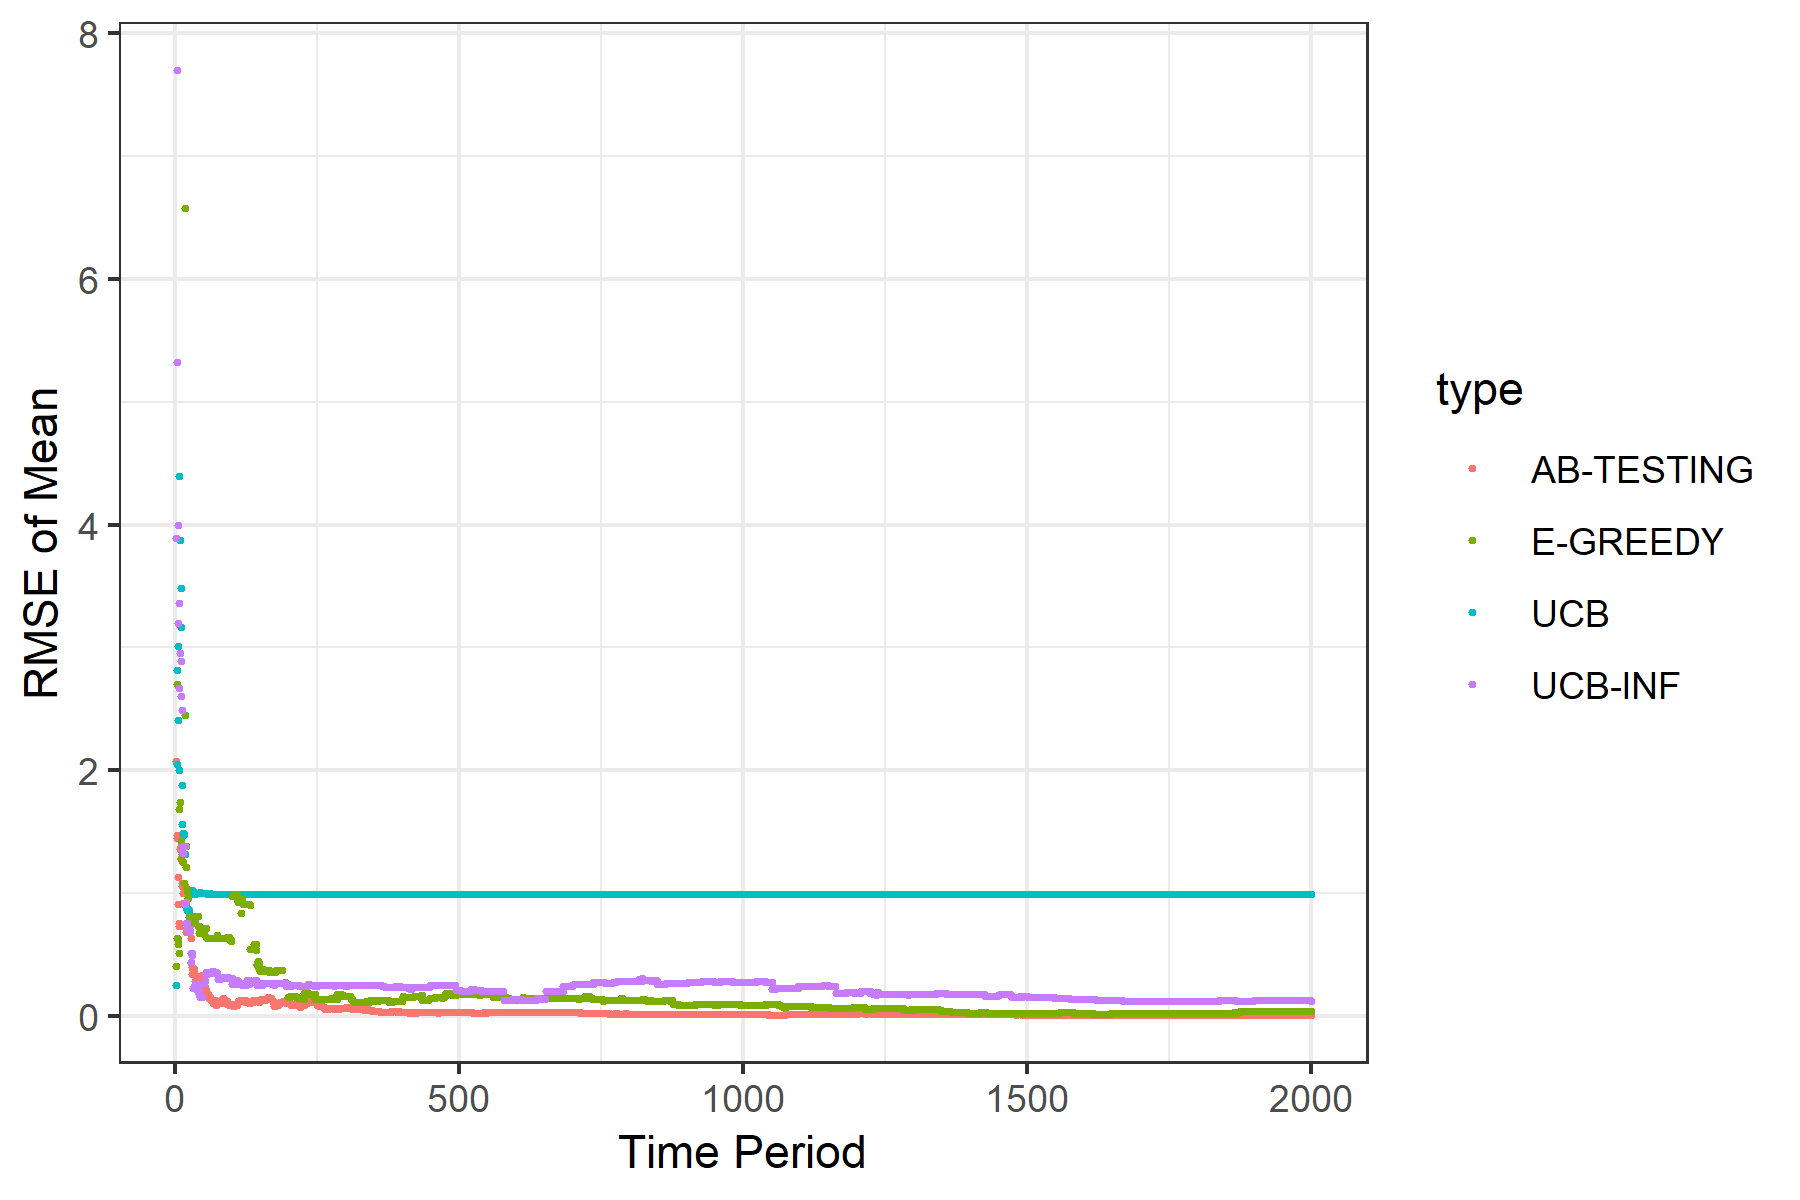 8
6
4
2
0
RMSE of Mean
0 500 1000 1500 2000
Time Period
type
AB-TESTING
E-GREEDY
UCB
UCB-INF